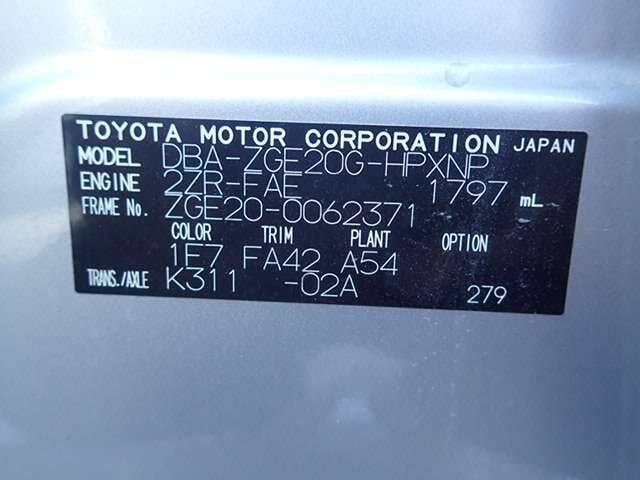 TOYOTA MOTOR CORPORATION JAPAN
MODEL DBA-ZGE20G-HPXNP
ENGINE 2ZR-FAE 1797 mL
FRAME No. ZGE20-0062371
COLOR TRIM PLANT OPTION
1E7 FA42 A54
TRANS./AXLE K311 -02A 279